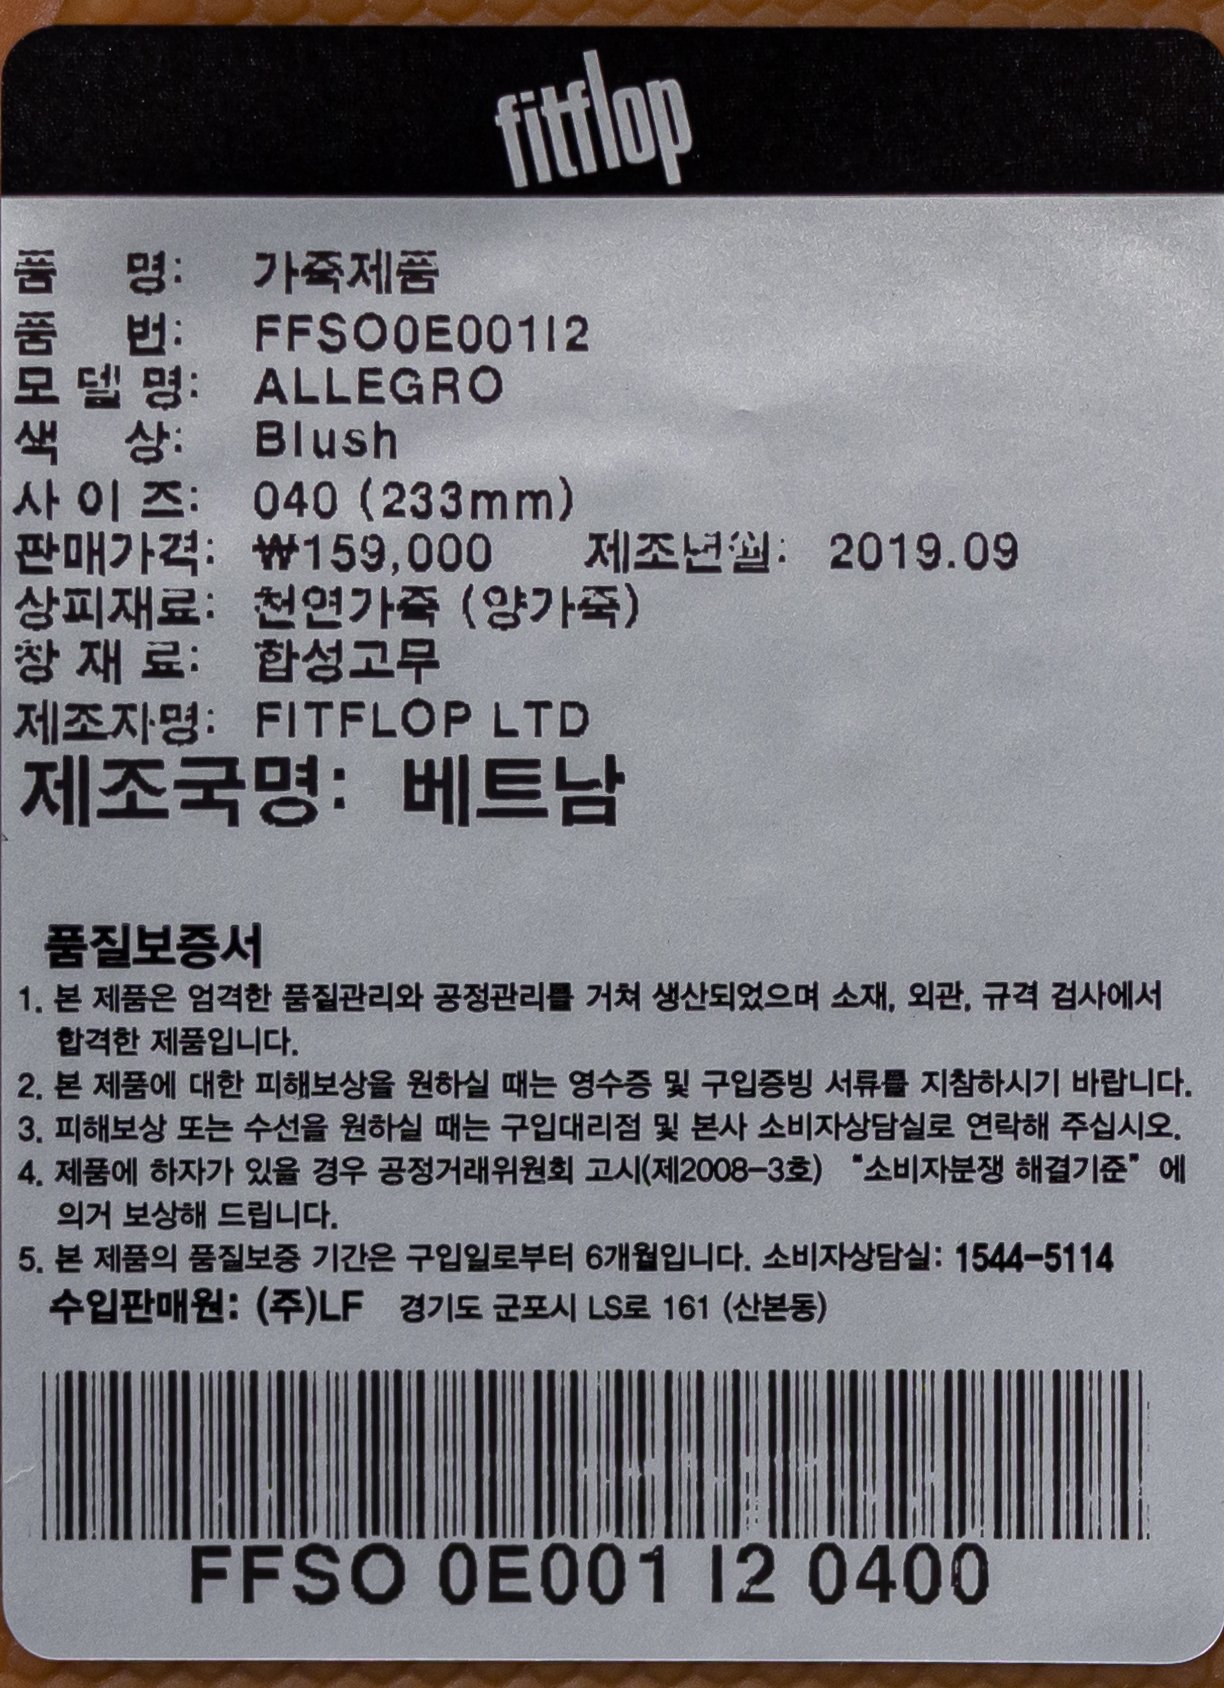 fitflop
품 명: 가죽제품
품 번: FFSO0E001I2
모 델 명: ALLEGRO
색 상: Blush
사 이 즈: 040 (233mm)
판매가격: ₩159,000 제조년월: 2019.09
상피재료: 천연가죽 (양가죽)
창 재 료: 합성고무
제조자명: FITFLOP LTD
제조국명: 베트남
품질보증서
1. 본 제품은 엄격한 품질관리와 공정관리를 거쳐 생산되었으며 소재, 외관, 규격 검사에서
합격한 제품입니다.
2. 본 제품에 대한 피해보상을 원하실 때는 영수증 및 구입증빙 서류를 지참하시기 바랍니다.
3. 피해보상 또는 수선을 원하실 때는 구입대리점 및 본사 소비자상담실로 연락해 주십시오.
4. 제품에 하자가 있을 경우 공정거래위원회 고시(제2008-3호) “소비자분쟁 해결기준” 에
의거 보상해 드립니다.
5. 본 제품의 품질보증 기간은 구입일로부터 6개월입니다. 소비자상담실: 1544-5114
수입판매원: (주)LF 경기도 군포시 LS로 161 (산본동)
FFSO 0E001 I2 0400